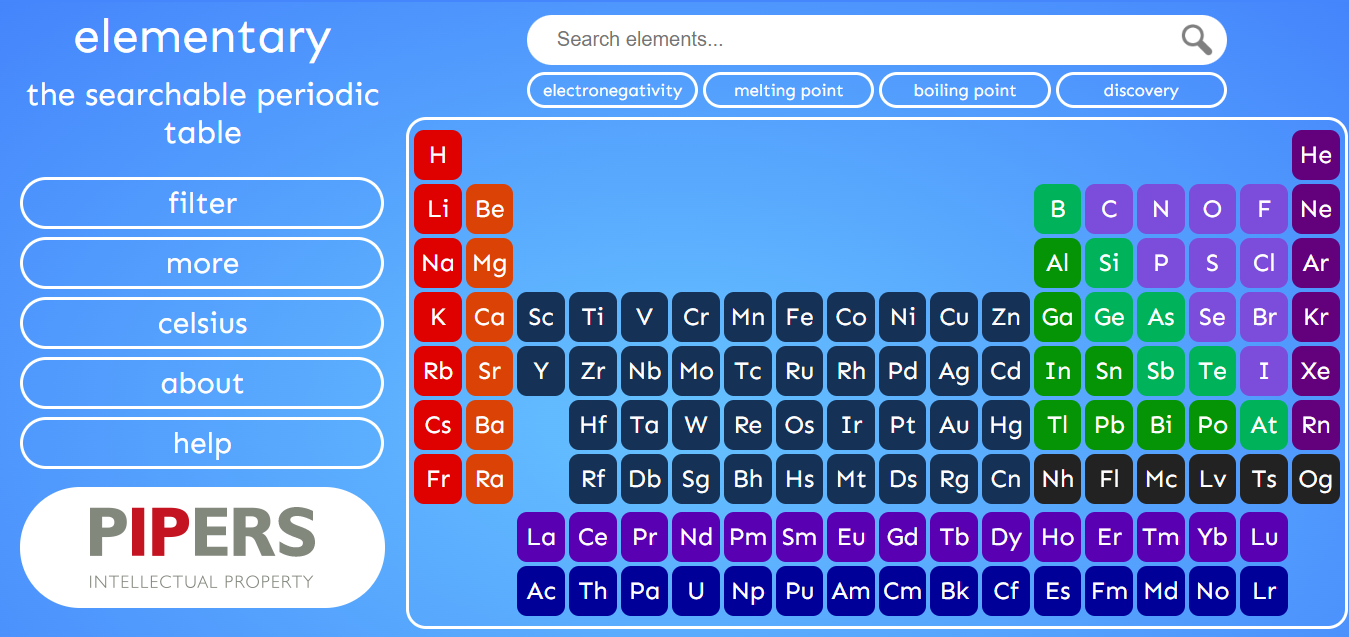 elementary
the searchable periodic
table
filter
more
celsius
about
help
PIPERS
INTELLECTUAL PROPERTY
Search elements...
electronegativity melting point boiling point discovery
H He
Li Be B C N O F Ne
Na Mg Al Si P S Cl Ar
K Ca Sc Ti V Cr Mn Fe Co Ni Cu Zn Ga Ge As Se Br Kr
Rb Sr Y Zr Nb Mo Tc Ru Rh Pd Ag Cd In Sn Sb Te I Xe
Cs Ba Hf Ta W Re Os Ir Pt Au Hg Tl Pb Bi Po At Rn
Fr Ra Rf Db Sg Bh Hs Mt Ds Rg Cn Nh Fl Mc Lv Ts Og
La Ce Pr Nd Pm Sm Eu Gd Tb Dy Ho Er Tm Yb Lu
Ac Th Pa U Np Pu Am Cm Bk Cf Es Fm Md No Lr